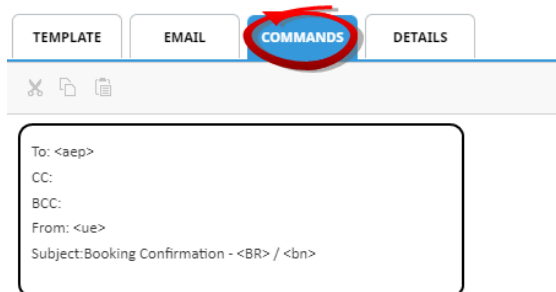 TEMPLATE EMAIL COMMANDS DETAILS
To: <aep>
CC:
BCC:
From: <ue>
Subject:Booking Confirmation - <BR> / <bn>